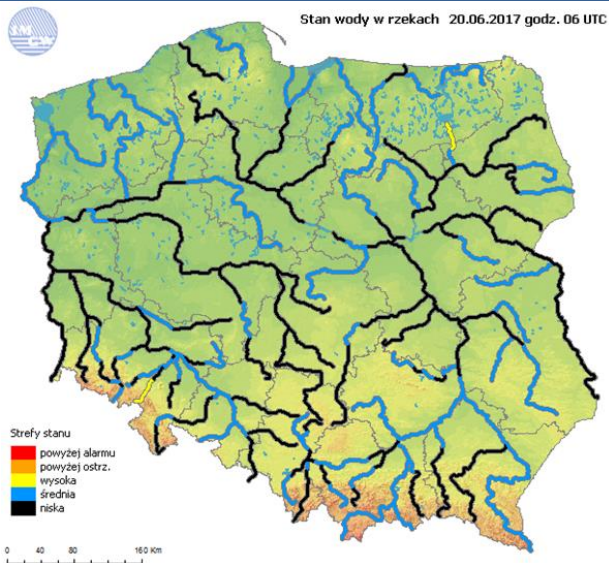 Stan wody w rzekach 20.06.2017 godz. 06 UTC
Strefy stanu
powyżej alarmu
powyżej ostrz.
wysoka
średnia
niska
0 40 80 160 Km